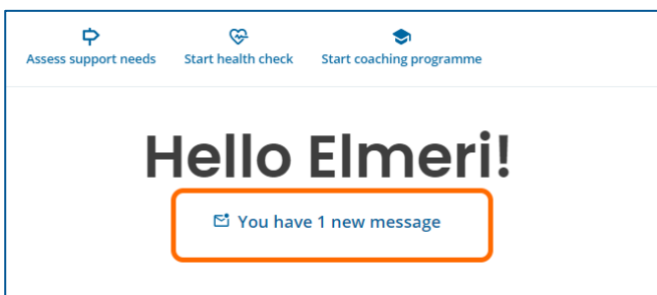 Assess support needs
Start health check
Start coaching programme
Hello Elmeri!
You have 1 new message